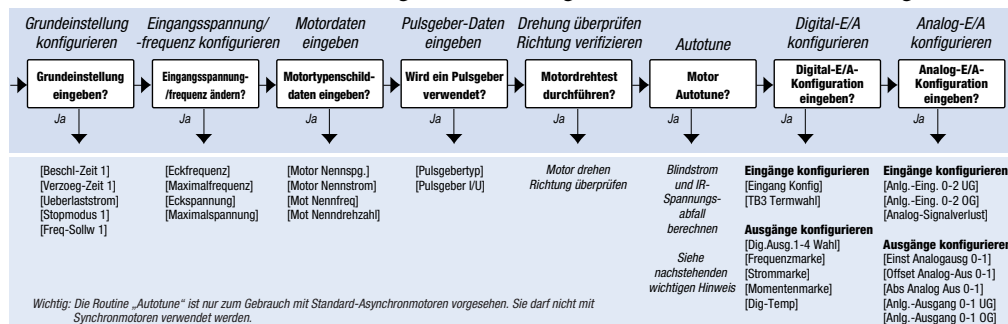 Grundeinstellung
konfigurieren
Eingangsspannung/
-frequenz konfigurieren
Motordaten
eingeben
Pulsgeber-Daten
eingeben
Drehung überprüfen
Richtung verifizieren
Autotune
Digital-E/A
konfigurieren
Analog-E/A
konfigurieren
Grundeinstellung
eingeben?
Eingangsspannung-
/frequenz ändern?
Motortypenschild-
daten eingeben?
Wird ein Pulsgeber
verwendet?
Motordrehtest
durchführen?
Motor
Autotune?
Digital-E/A-
Konfiguration
eingeben?
Analog-E/A-
Konfiguration
eingeben?
Ja
Ja
Ja
Ja
Ja
Ja
Ja
Ja
[Beschl-Zeit 1]
[Verzoeg-Zeit 1]
[Ueberlaststrom]
[Stopmodus 1]
[Freq-Sollw 1]
[Eckfrequenz]
[Maximalfrequenz]
[Eckspannung]
[Maximalspannung]
[Motor Nennspg.]
[Motor Nennstrom]
[Mot Nennfreq]
[Mot Nenndrehzahl]
[Pulsgebertyp]
[Pulsgeber I/U]
Motor drehen
Richtung überprüfen
Blindstrom
und IR-
Spannungs-
abfall
berechnen
Siehe
nachstehenden
wichtigen Hinweis
Eingänge konfigurieren
[Eingang Konfig]
[TB3 Termwahl]
Ausgänge konfigurieren
[Dig.Ausg.1-4 Wahl]
[Frequenzmarke]
[Strommarke]
[Momentenmarke]
[Dig-Temp]
Eingänge konfigurieren
[Anlg.-Eing. 0-2 UG]
[Anlg.-Eing. 0-2 OG]
[Analog-Signalverlust]
Ausgänge konfigurieren
[Einst Analogausg 0-1]
[Offset Analog-Aus 0-1]
[Abs Analog Aus 0-1]
[Anlg.-Ausgang 0-1 UG]
[Anlg.-Ausgang 0-1 OG]
Wichtig: Die Routine „Autotune“ ist nur zum Gebrauch mit Standard-Asynchronmotoren vorgesehen. Sie darf nicht mit
Synchronmotoren verwendet werden.